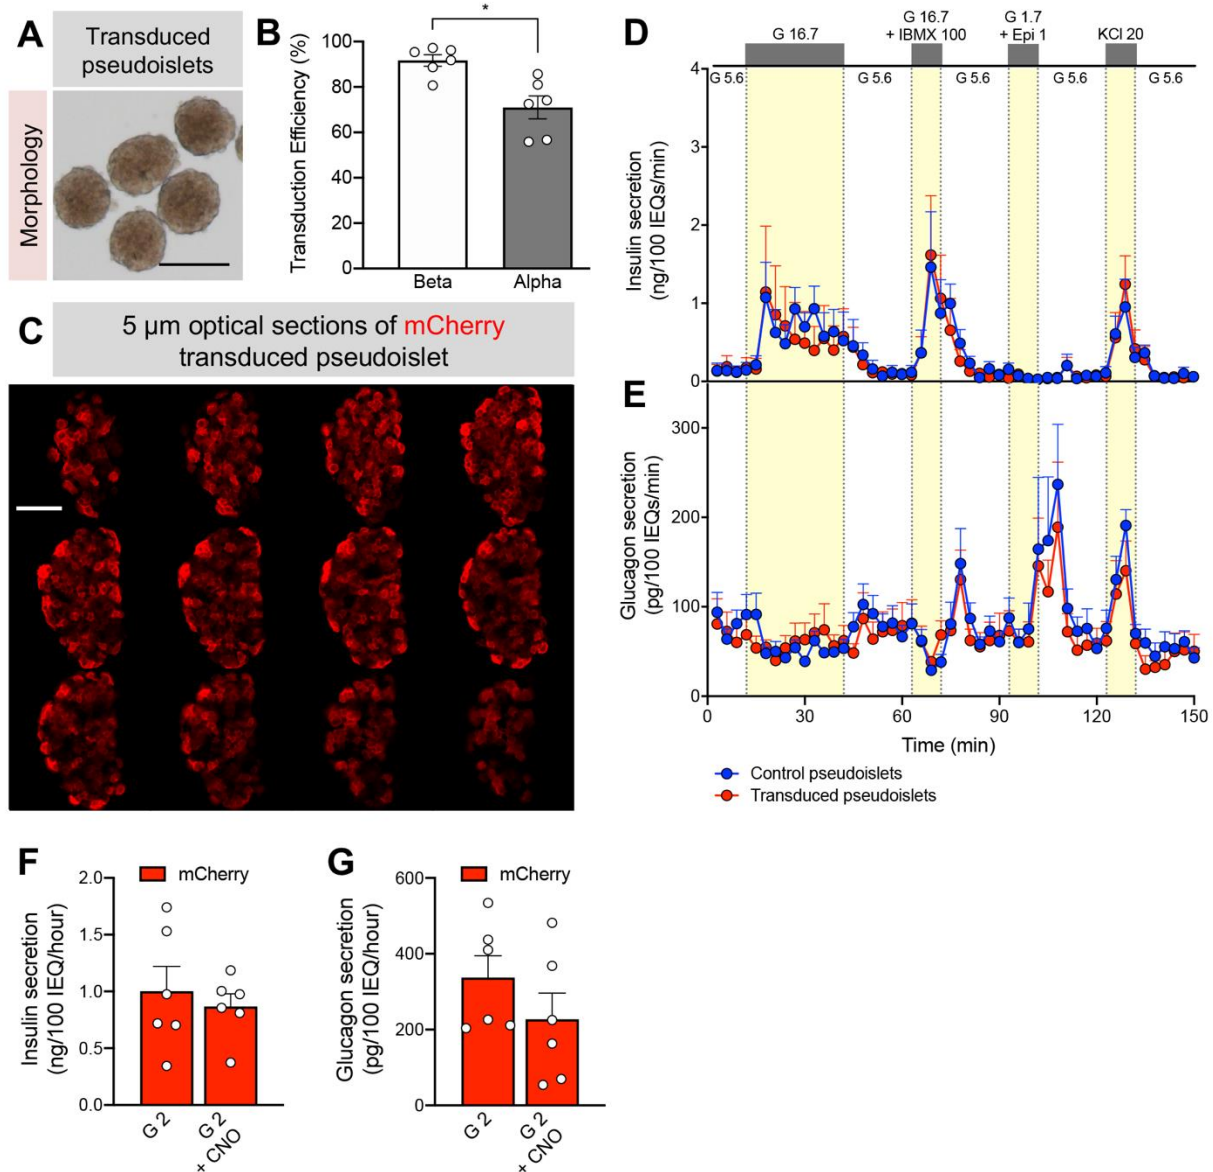 A
Transduced
pseudoislets
Morphology
B
*
Transduction Efficiency (%)
100
80
60
40
20
0
Beta
Alpha
C
5 µm optical sections of mCherry
transduced pseudoislet
D
G 16.7
G 16.7
+ IBMX 100
G 1.7
+ Epi 1
KCl 20
G 5.6
G 5.6
G 5.6
G 5.6
G 5.6
Insulin secretion
(ng/100 IEQs/min)
4
3
2
1
0
E
Glucagon secretion
(pg/100 IEQs/min)
300
200
100
0
0
30
60
90
120
150
Time (min)
Control pseudoislets
Transduced pseudoislets
F
mCherry
Insulin secretion
(ng/100 IEQ/hour)
2.0
1.5
1.0
0.5
0.0
G 2
G 2
+ CNO
G
mCherry
Glucagon secretion
(pg/100 IEQ/hour)
600
400
200
0
G 2
G 2
+ CNO